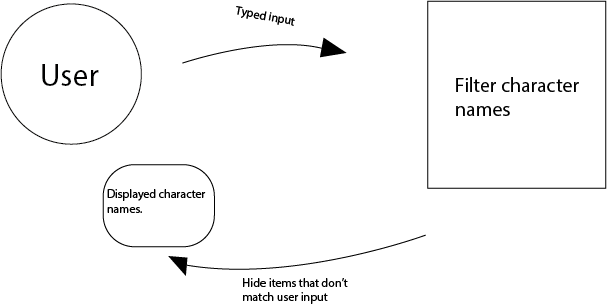 Typed input
User
Filter character
names
Displayed character
names.
Hide items that don't
match user input